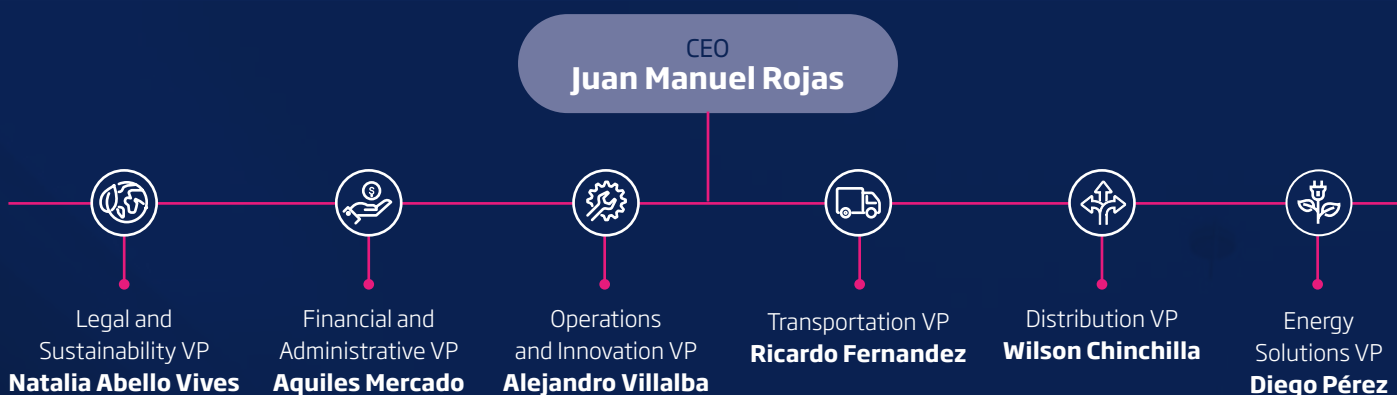 CEO
Juan Manuel Rojas
Legal and
Sustainability VP
Natalia Abello Vives
Financial and
Administrative VP
Aquiles Mercado
Operations
and Innovation VP
Alejandro Villalba
Transportation VP
Ricardo Fernandez
Distribution VP
Wilson Chinchilla
Energy
Solutions VP
Diego Pérez